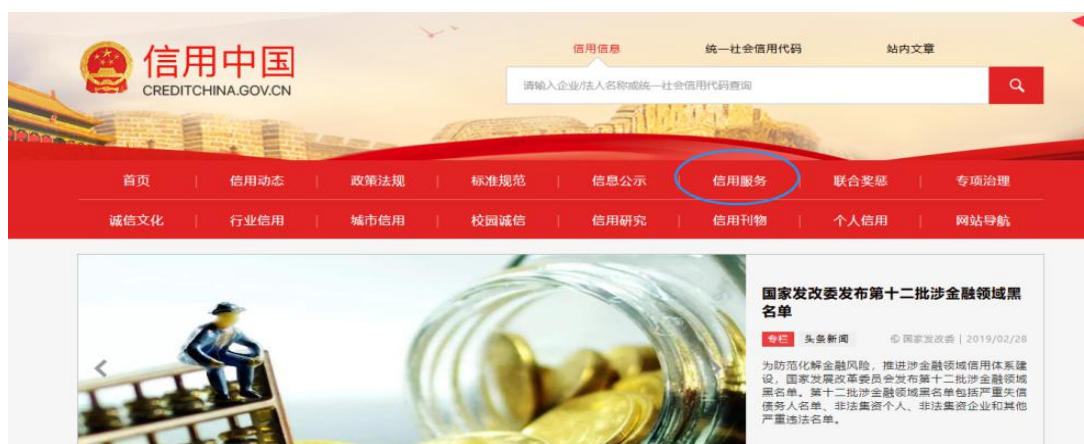 信用中国
CREDITCHINA.GOV.CN
信用信息 统一社会信用代码 站内文章
请输入企业/法人名称或统一社会信用代码查询
首页 | 信用动态 | 政策法规 | 标准规范 | 信息公示 | 信用服务 | 联合奖惩 | 专项治理
诚信文化 | 行业信用 | 城市信用 | 校园诚信 | 信用研究 | 信用刊物 | 个人信用 | 网站导航
国家发改委发布第十二批涉金融领域黑
名单
专栏 头条新闻 © 国家发改委 | 2019/02/28
为防范化解金融风险，推进涉金融领域信用体系建
设，国家发展改革委员会发布第十二批涉金融领域
黑名单。第十二批涉金融领域黑名单包括严重失信
债务人名单、非法集资个人、非法集资企业和其他
严重违法名单。